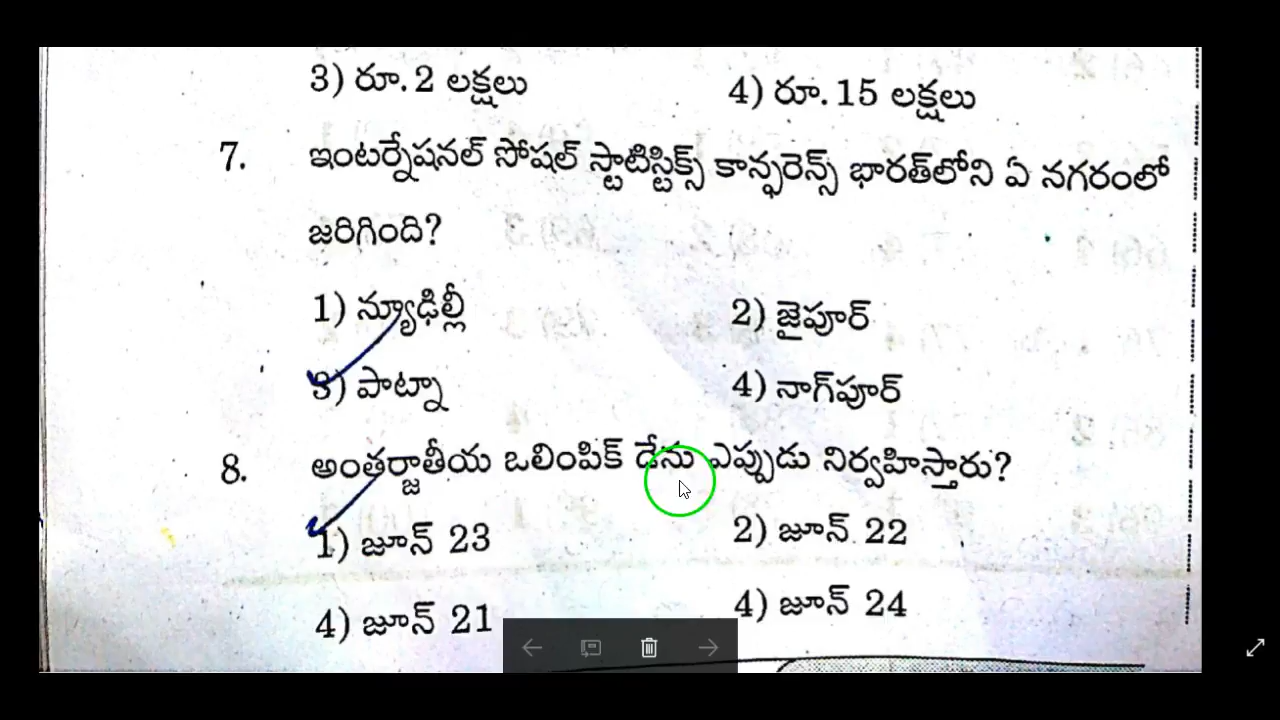 3) రూ. 2 లక్షలు 4) రూ. 15 లక్షలు
7. ఇంటర్నేషనల్ సోషల్ స్టాటిస్టిక్స్ కాన్ఫరెన్స్ భారత్‌లోని ఏ నగరంలో
జరిగింది?
1) న్యూఢిల్లీ 2) జైపూర్
3) పాట్నా 4) నాగ్‌పూర్
8. అంతర్జాతీయ ఒలింపిక్ డేను ఎప్పుడు నిర్వహిస్తారు?
1) జూన్ 23 2) జూన్ 22
4) జూన్ 21 4) జూన్ 24